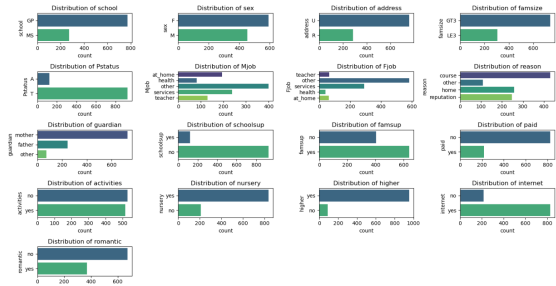 Distribution of school
school
GP
MS
0 200 400 600
count
Distribution of sex
sex
F
M
0 200 400 600
count
Distribution of address
address
U
R
0 200 400 600
count
Distribution of famsize
famsize
GT3
LE3
0 200 400 600
count
Distribution of Pstatus
Pstatus
A
T
0 200 400 600 800
count
Distribution of Mjob
Mjob
at_home
health
other
services
teacher
0 100 200 300 400
count
Distribution of Fjob
Fjob
teacher
other
services
health
at_home
0 200 400 600
count
Distribution of reason
reason
course
other
home
reputation
0 100 200 300 400
count
Distribution of guardian
guardian
mother
father
other
0 200 400 600
count
Distribution of schoolsup
schoolsup
yes
no
0 200 400 600 800
count
Distribution of famsup
famsup
no
yes
0 200 400 600
count
Distribution of paid
paid
no
yes
0 200 400 600 800
count
Distribution of activities
activities
no
yes
0 100 200 300 400 500
count
Distribution of nursery
nursery
yes
no
0 200 400 600 800
count
Distribution of higher
higher
yes
no
0 200 400 600 800 1000
count
Distribution of internet
internet
no
yes
0 200 400 600 800
count
Distribution of romantic
romantic
no
yes
0 200 400 600
count